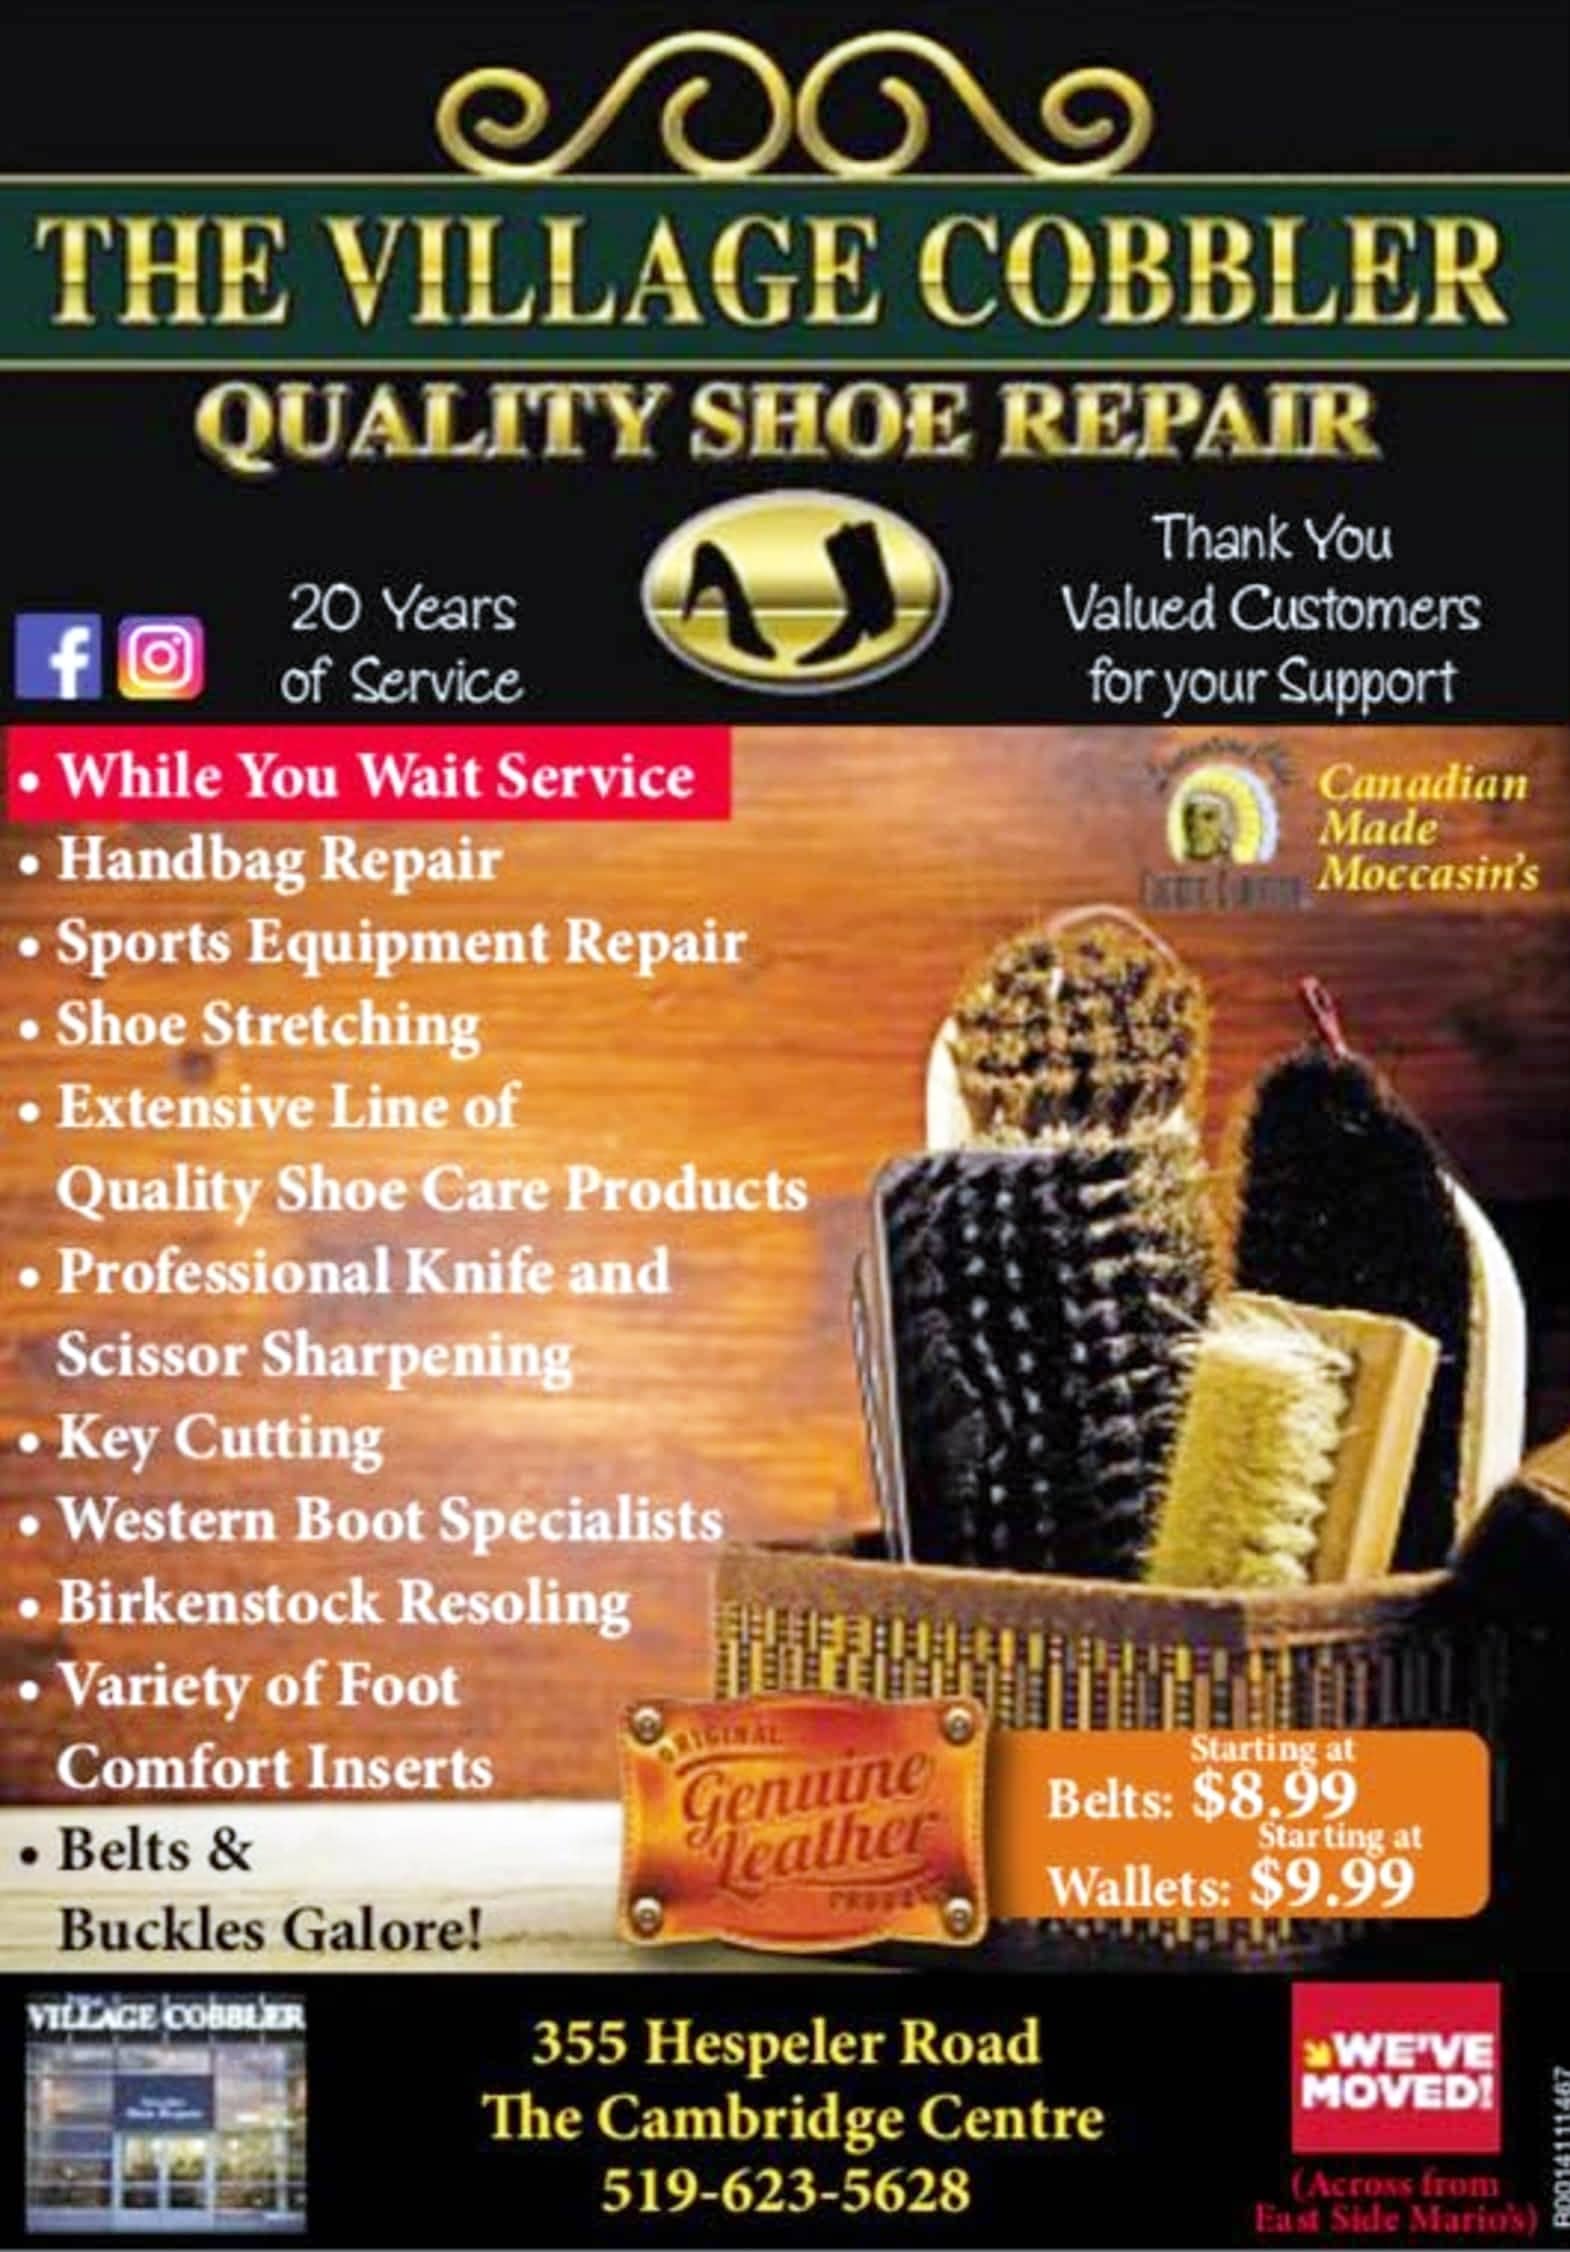 THE VILLAGE COBBLER
QUALITY SHOE REPAIR
20 Years
of Service
Thank You
Valued Customers
for your Support
• While You Wait Service
• Handbag Repair
• Sports Equipment Repair
• Shoe Stretching
• Extensive Line of
Quality Shoe Care Products
• Professional Knife and
Scissor Sharpening
• Key Cutting
• Western Boot Specialists
• Birkenstock Resoling
• Variety of Foot
Comfort Inserts
• Belts &
Buckles Galore!
Canadian
Made
Moccasin's
ORIGINAL
Genuine
Leather
Starting at
Belts: $8.99
Starting at
Wallets: $9.99
VILLAGE COBBLER
355 Hespeler Road
The Cambridge Centre
519-623-5628
WE'VE
MOVED!
(Across from
East Side Mario's)
R0014111467